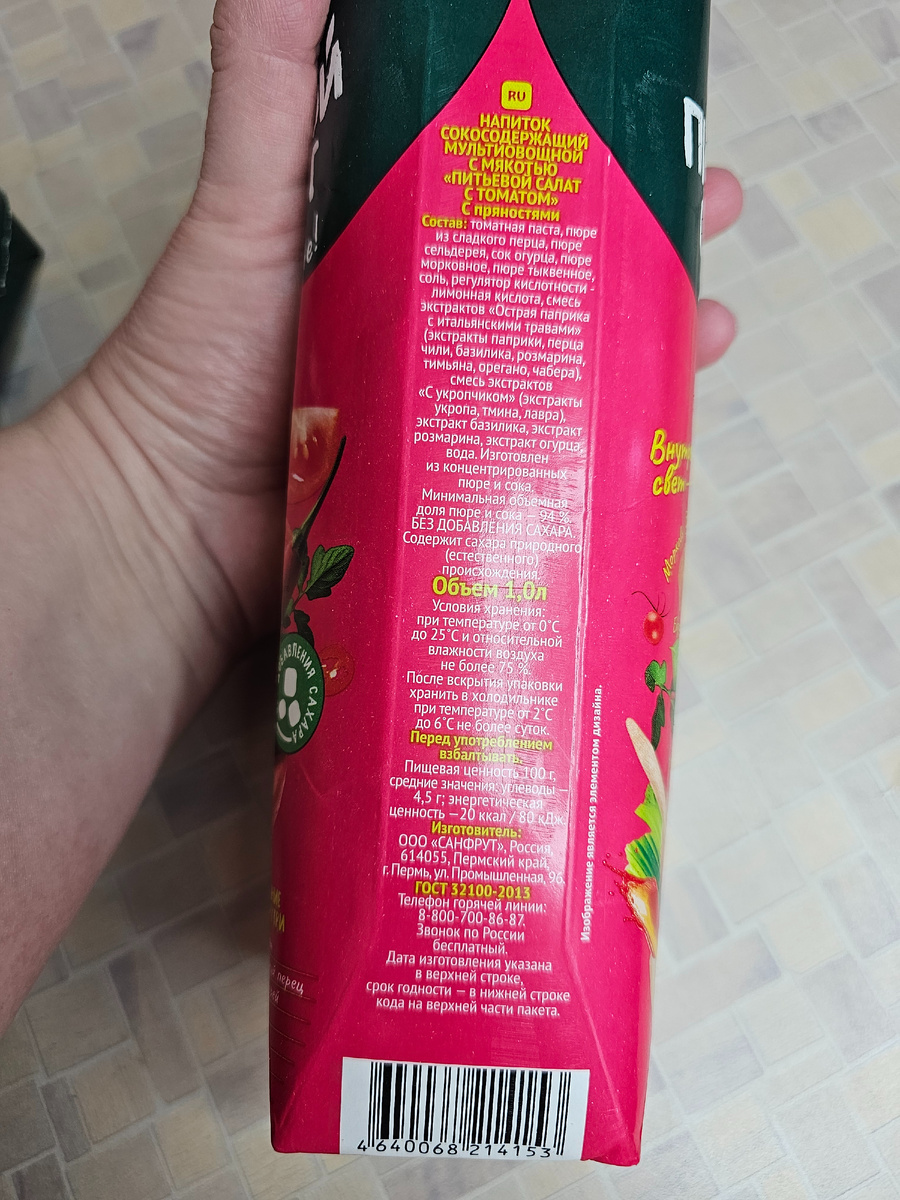 RU
НАПИТОК
СОКОСОДЕРЖАЩИЙ
МУЛЬТИОВОЩНОЙ
С МЯКОТЬЮ
«ПИТЬЕВОЙ САЛАТ
С ТОМАТОМ»
С пряностями
Состав: томатная паста, пюре
из сладкого перца, пюре
сельдерея, сок огурца, пюре
морковное, пюре тыквенное,
соль, регулятор кислотности -
лимонная кислота, смесь
экстрактов «Острая паприка
с итальянскими травами»
(экстракты паприки, перца
чили, базилика, розмарина,
тимьяна, орегано, чабера),
смесь экстрактов
«С укропчиком» (экстракты
укропа, тмина, лавра),
экстракт базилика, экстракт
розмарина, экстракт огурца,
вода. Изготовлен
из концентрированных
пюре и сока.
Минимальная объемная
доля пюре и сока — 94 %.
БЕЗ ДОБАВЛЕНИЯ САХАРА.
Содержит сахара природного
(естественного)
происхождения.
Объем 1,0л
Условия хранения:
при температуре от 0˚С
до 25˚С и относительной
влажности воздуха
не более 75 %.
После вскрытия упаковки
хранить в холодильнике
при температуре от 2˚С
до 6˚С не более суток.
Перед употреблением
взбалтывать.
Пищевая ценность 100 г,
средние значения: углеводы —
4,5 г; энергетическая
ценность —20 ккал / 80 кДж
Изготовитель:
ООО «САНФРУТ», Россия,
614055, Пермский край,
г. Пермь, ул. Промышленная, 96.
ГОСТ 32100-2013
Телефон горячей линии:
8-800-700-86-87.
Звонок по России
бесплатный.
Дата изготовления указана
в верхней строке,
срок годности — в нижней строке
кода на верхней части пакета.
4 640068 214153
Изображение является элементом дизайна.
САХАРА
перец
свет